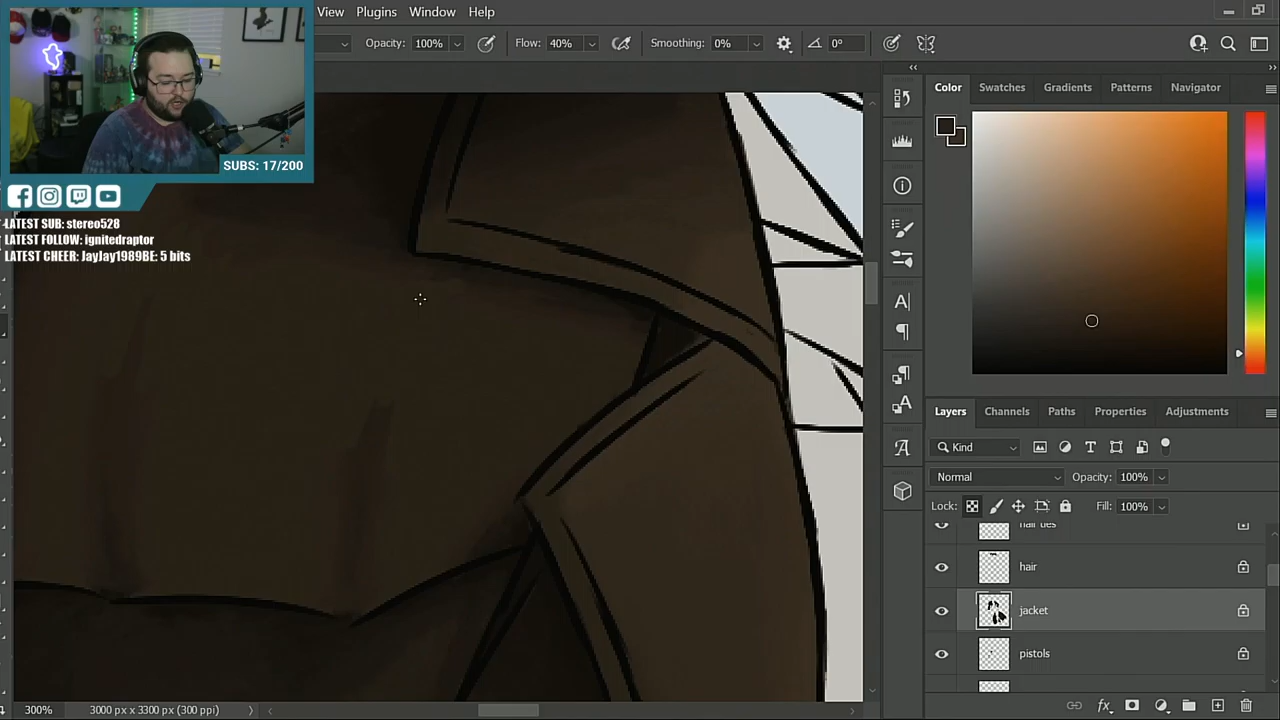 View Plugins Window Help
Opacity: 100% Flow: 40% Smoothing: 0% 0°
SUBS: 17/200
LATEST SUB: stereo528
LATEST FOLLOW: ignitedraptor
LATEST CHEER: JayJay1989BE: 5 bits
Color Swatches Gradients Patterns Navigator
Layers Channels Paths Properties Adjustments
Kind
Normal Opacity: 100%
Lock: Fill: 100%
hair ties
hair
jacket
pistols
300% 3000 px x 3300 px (300 ppi)